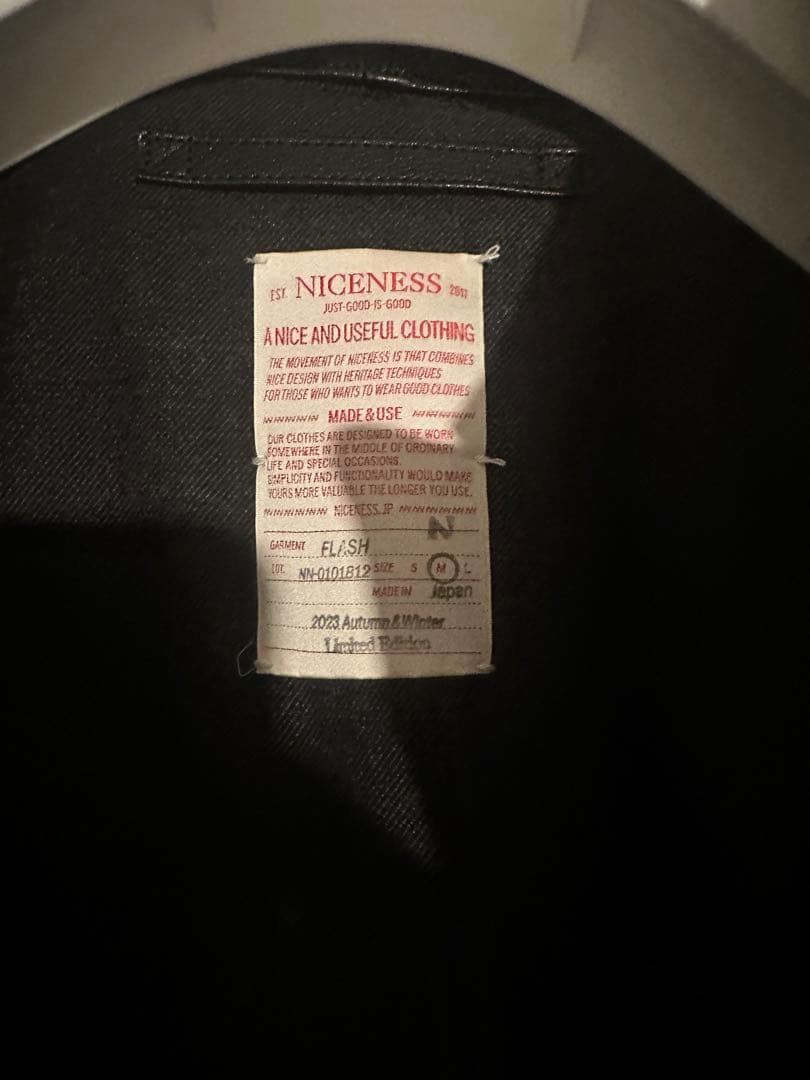 EST. NICENESS 2017
JUST-GOOD-IS-GOOD
A NICE AND USEFUL CLOTHING
THE MOVEMENT OF NICENESS IS THAT COMBINES
NICE DESIGN WITH HERITAGE TECHNIQUES
FOR THOSE WHO WANTS TO WEAR GOOD CLOTHES
MADE & USE
OUR CLOTHES ARE DESIGNED TO BE WORN
SOMEWHERE IN THE MIDDLE OF ORDINARY
LIFE AND SPECIAL OCCASIONS.
SIMPLICITY AND FUNCTIONALITY WOULD MAKE
YOURS MORE VALUABLE THE LONGER YOU USE.
NICENESS.JP
N
GARMENT FLASH
LOT. NN-0101B12 SIZE S M L
MADE IN Japan
2023 Autumn & Winter
Limited Edition